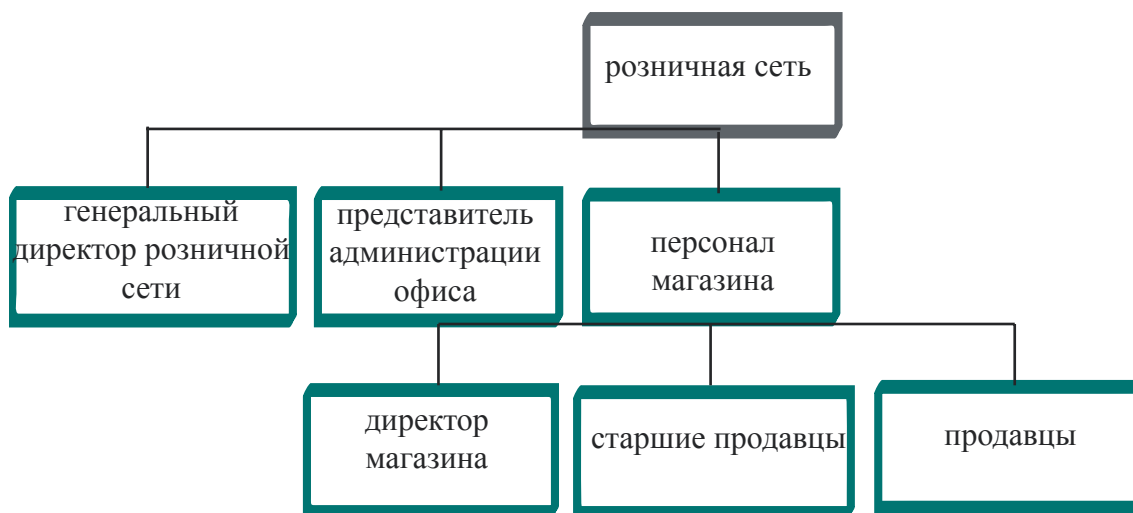 розничная сеть
генеральный
директор розничной
сети
представитель
администрации
офиса
персонал
магазина
директор
магазина
старшие продавцы
продавцы